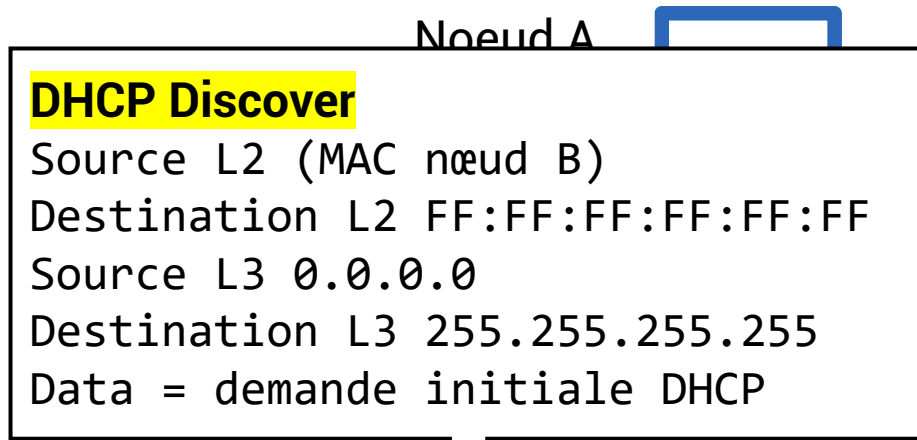 Noeud A
DHCP Discover
Source L2 (MAC nœud B)
Destination L2 FF:FF:FF:FF:FF:FF
Source L3 0.0.0.0
Destination L3 255.255.255.255
Data = demande initiale DHCP